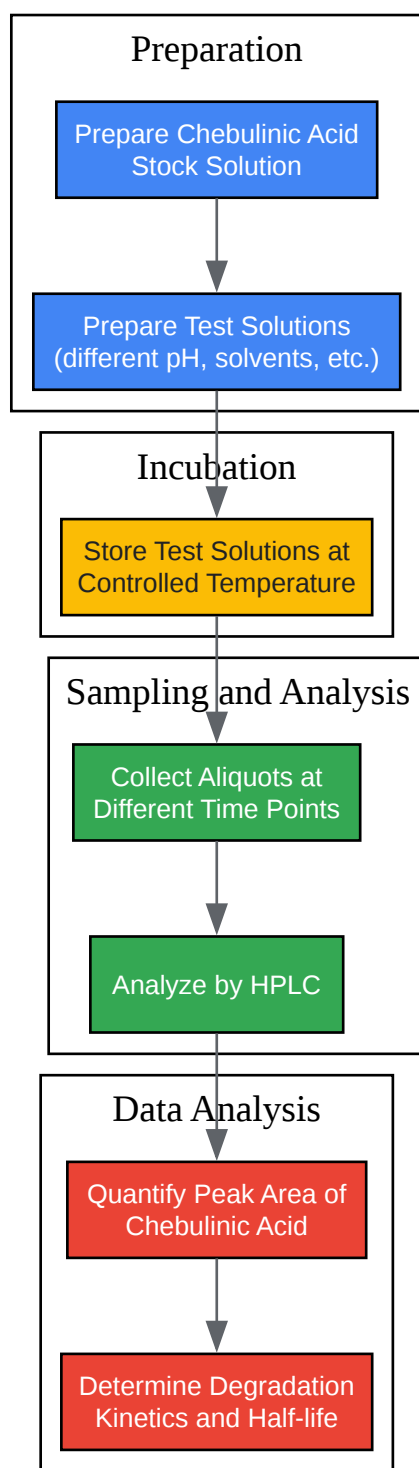 Preparation
Prepare Chebulinic Acid
Stock Solution
Prepare Test Solutions
(different pH, solvents, etc.)
Incubation
Store Test Solutions at
Controlled Temperature
Sampling and Analysis
Collect Aliquots at
Different Time Points
Analyze by HPLC
Data Analysis
Quantify Peak Area of
Chebulinic Acid
Determine Degradation
Kinetics and Half-life